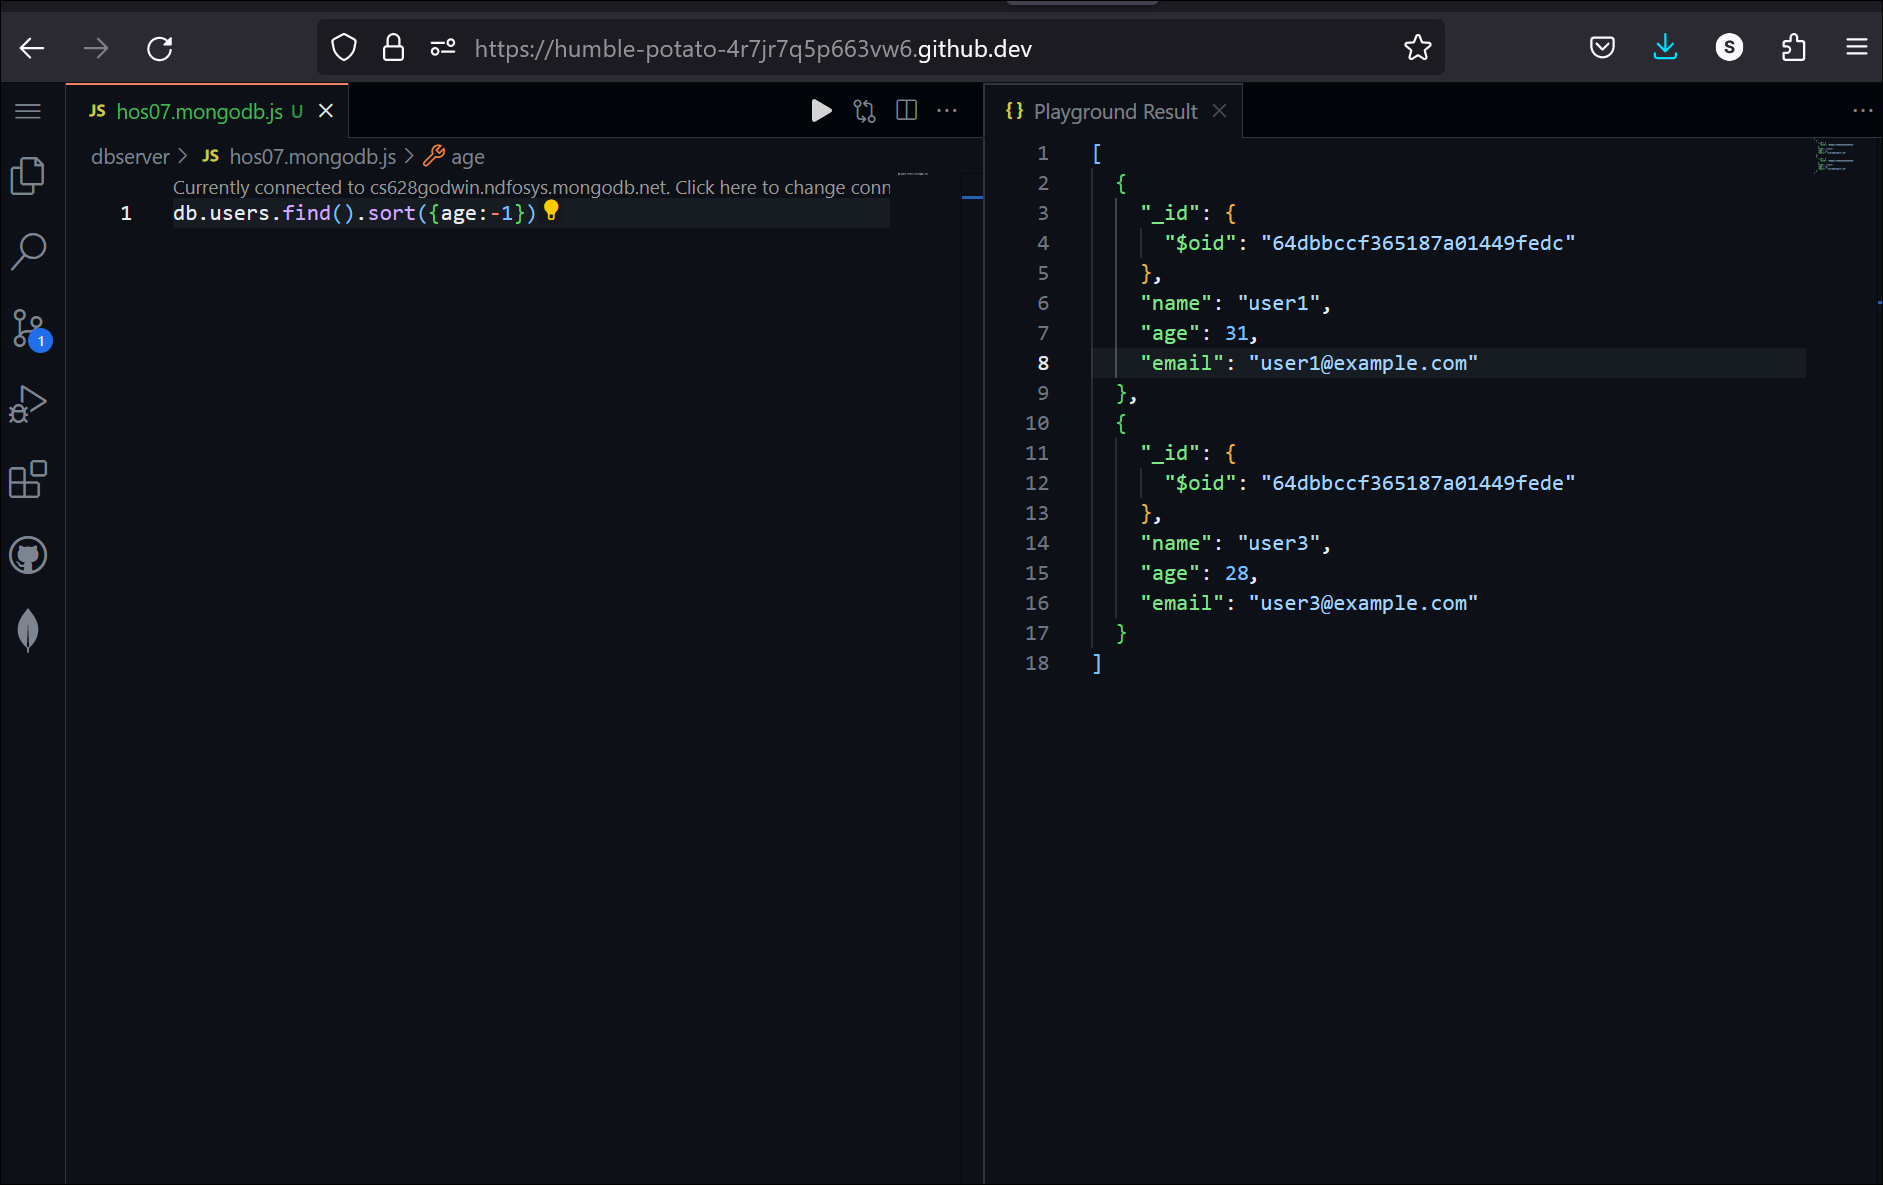 https://humble-potato-4r7jr7q5p663vw6.github.dev
S
JS hos07.mongodb.js U
dbserver > JS hos07.mongodb.js > age
Currently connected to cs628godwin.ndfosys.mongodb.net. Click here to change conn
1 db.users.find().sort({age:-1})
1
{} Playground Result
1 [
2 {
3 "_id": {
4 "$oid": "64dbbccf365187a01449fedc"
5 },
6 "name": "user1",
7 "age": 31,
8 "email": "user1@example.com"
9 },
10 {
11 "_id": {
12 "$oid": "64dbbccf365187a01449fede"
13 },
14 "name": "user3",
15 "age": 28,
16 "email": "user3@example.com"
17 }
18 ]